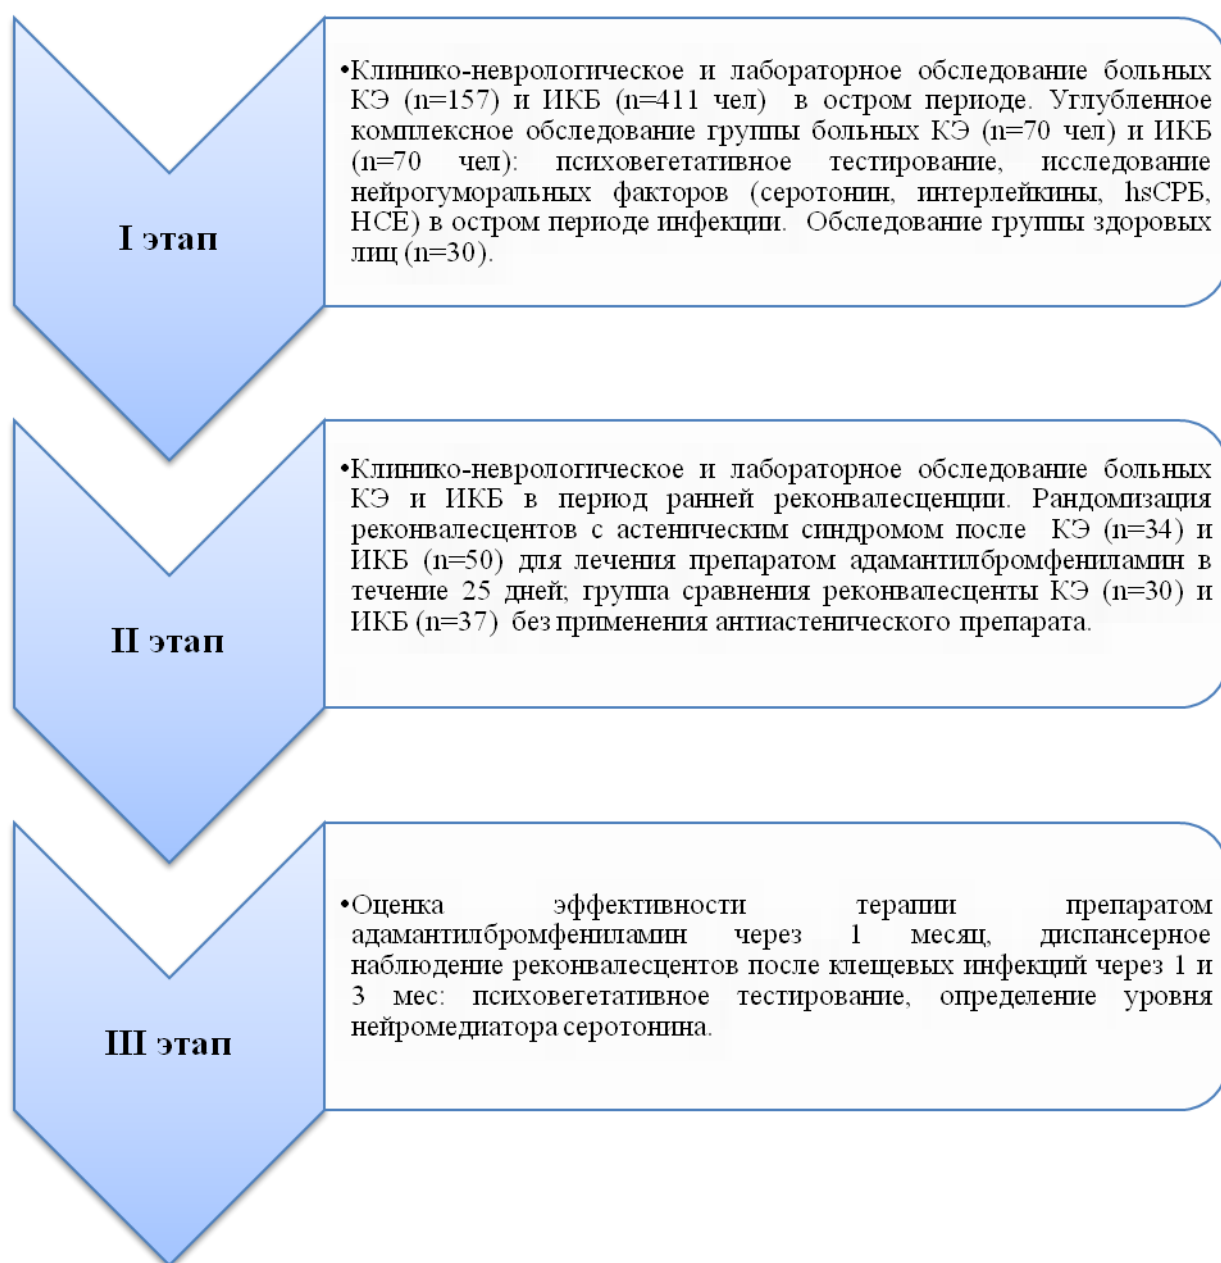 I этап
•Клинико-неврологическое и лабораторное обследование больных
КЭ (n=157) и ИКБ (n=411 чел) в остром периоде. Углубленное
комплексное обследование группы больных КЭ (n=70 чел) и ИКБ
(n=70 чел): психовегетативное тестирование, исследование
нейрогуморальных факторов (серотонин, интерлейкины, hsСРБ,
НСЕ) в остром периоде инфекции. Обследование группы здоровых
лиц (n=30).
II этап
•Клинико-неврологическое и лабораторное обследование больных
КЭ и ИКБ в период ранней реконвалесценции. Рандомизация
реконвалесцентов с астеническим синдромом после КЭ (n=34) и
ИКБ (n=50) для лечения препаратом адамантилбромфениламин в
течение 25 дней; группа сравнения реконвалесценты КЭ (n=30) и
ИКБ (n=37) без применения антиастенического препарата.
III этап
•Оценка эффективности терапии препаратом
адамантилбромфениламин через 1 месяц, диспансерное
наблюдение реконвалесцентов после клещевых инфекций через 1 и
3 мес: психовегетативное тестирование, определение уровня
нейромедиатора серотонина.